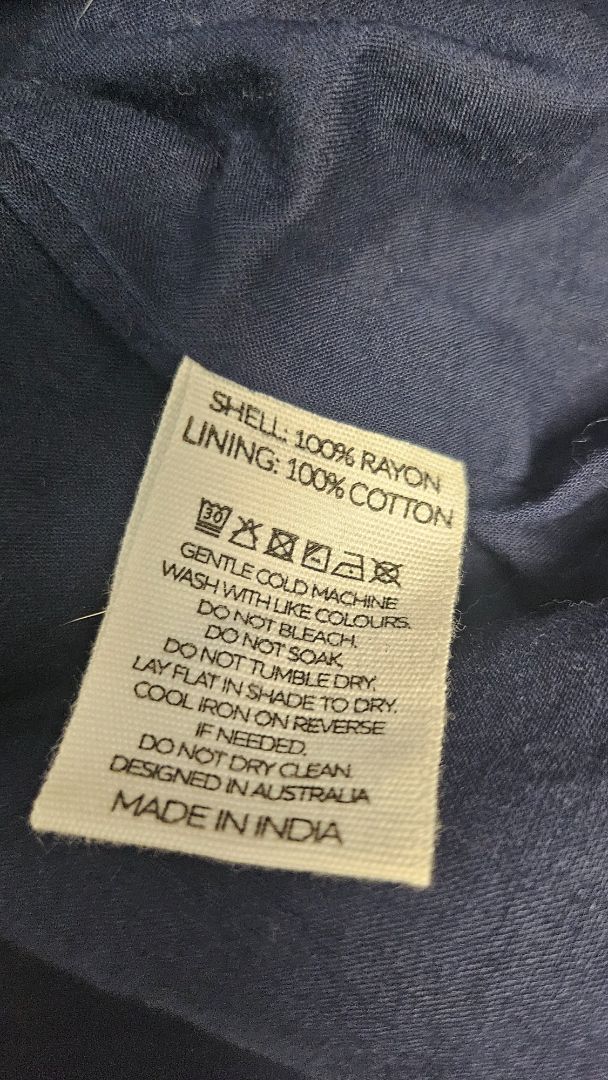 SHELL: 100% RAYON
LINING: 100% COTTON
30
GENTLE COLD MACHINE
WASH WITH LIKE COLOURS.
DO NOT BLEACH.
DO NOT SOAK.
DO NOT TUMBLE DRY.
LAY FLAT IN SHADE TO DRY.
COOL IRON ON REVERSE
IF NEEDED.
DO NOT DRY CLEAN.
DESIGNED IN AUSTRALIA
MADE IN INDIA